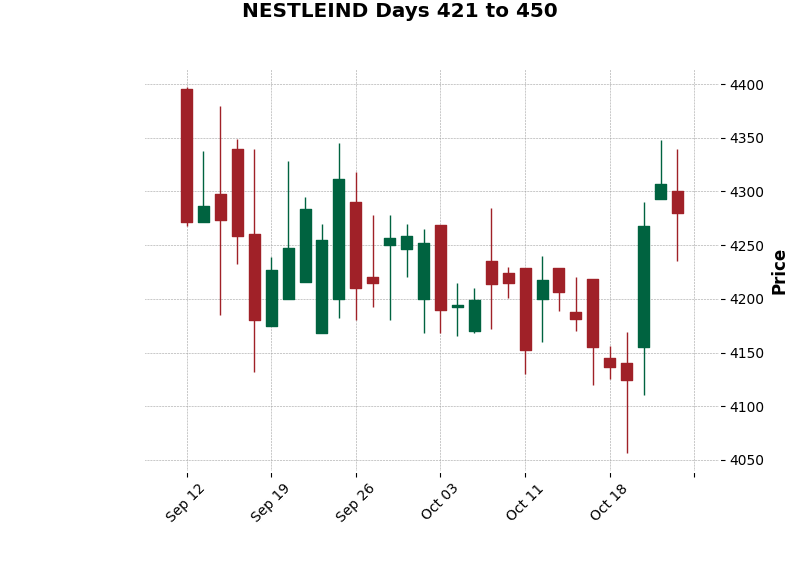 NESTLEIND Days 421 to 450
4400
4350
4300
4250
4200
4150
4100
4050
Price
Sep 12
Sep 19
Sep 26
Oct 03
Oct 11
Oct 18